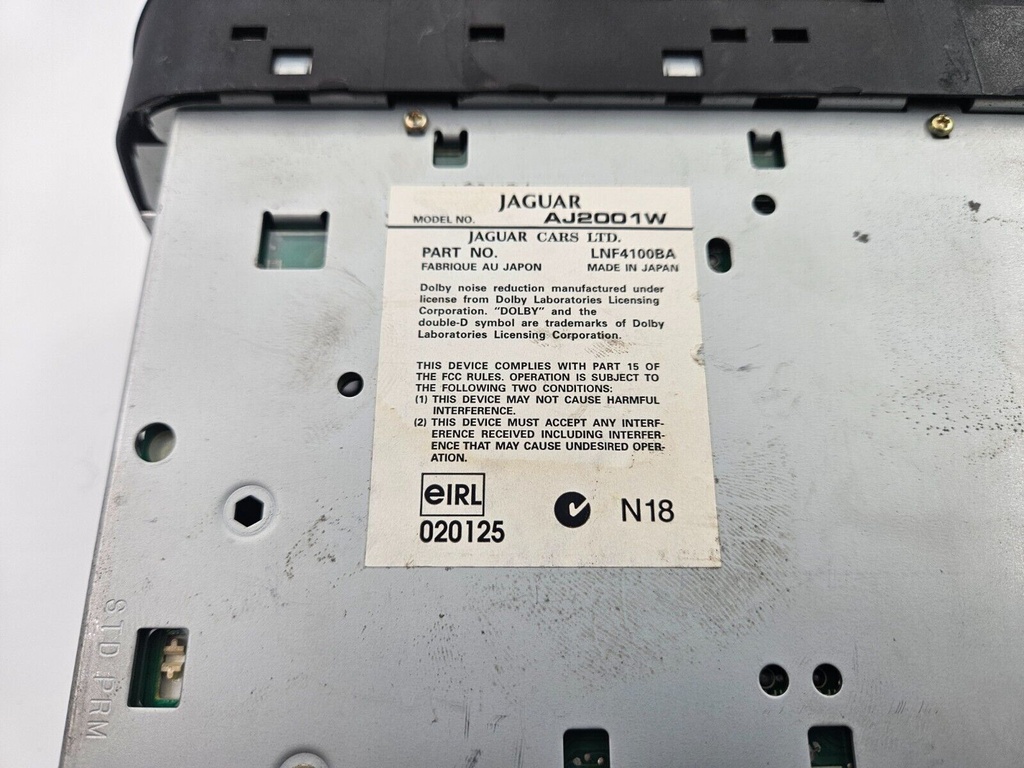 JAGUAR
MODEL NO. AJ2001W
JAGUAR CARS LTD.
PART NO. LNF4100BA
FABRIQUE AU JAPON MADE IN JAPAN
Dolby noise reduction manufactured under
license from Dolby Laboratories Licensing
Corporation. "DOLBY" and the
double-D symbol are trademarks of Dolby
Laboratories Licensing Corporation.
THIS DEVICE COMPLIES WITH PART 15 OF
THE FCC RULES. OPERATION IS SUBJECT TO
THE FOLLOWING TWO CONDITIONS:
(1) THIS DEVICE MAY NOT CAUSE HARMFUL
INTERFERENCE.
(2) THIS DEVICE MUST ACCEPT ANY INTERF-
ERENCE RECEIVED INCLUDING INTERFER-
ENCE THAT MAY CAUSE UNDESIRED OPER-
ATION.
eIRL
020125
N18
STD PRM